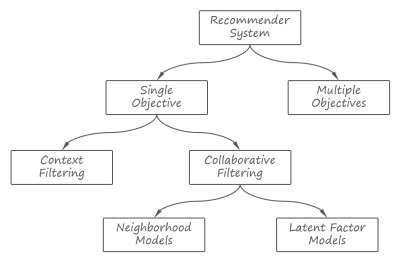 Recommender
System
Single
Objective
Multiple
Objectives
Context
Filtering
Collaborative
Filtering
Neighborhood
Models
Latent Factor
Models